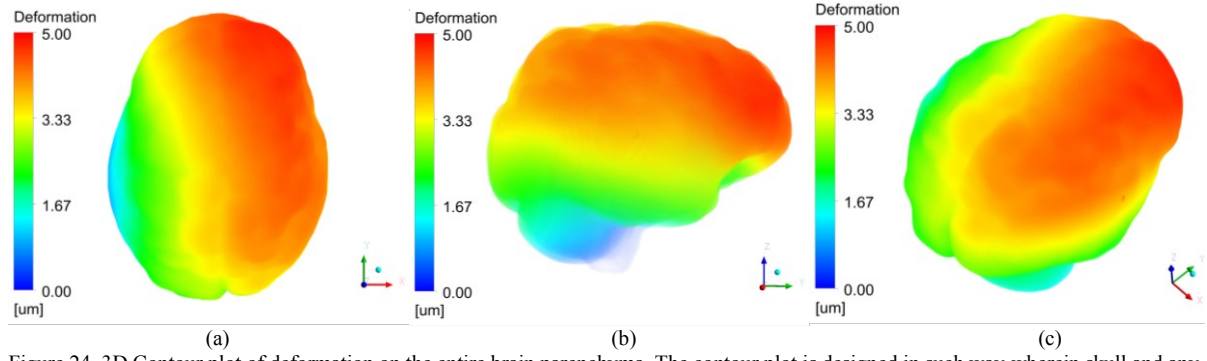 Deformation
5.00
3.33
1.67
0.00
[um]
Y
X
(a)
Deformation
5.00
3.33
1.67
0.00
[um]
Z
Y
(b)
Deformation
5.00
3.33
1.67
0.00
[um]
Z
Y
X
(c)
Figure 24. 3D Contour plot of deformation on the entire brain parenchyma. The contour plot is designed in such way wherein skull and any